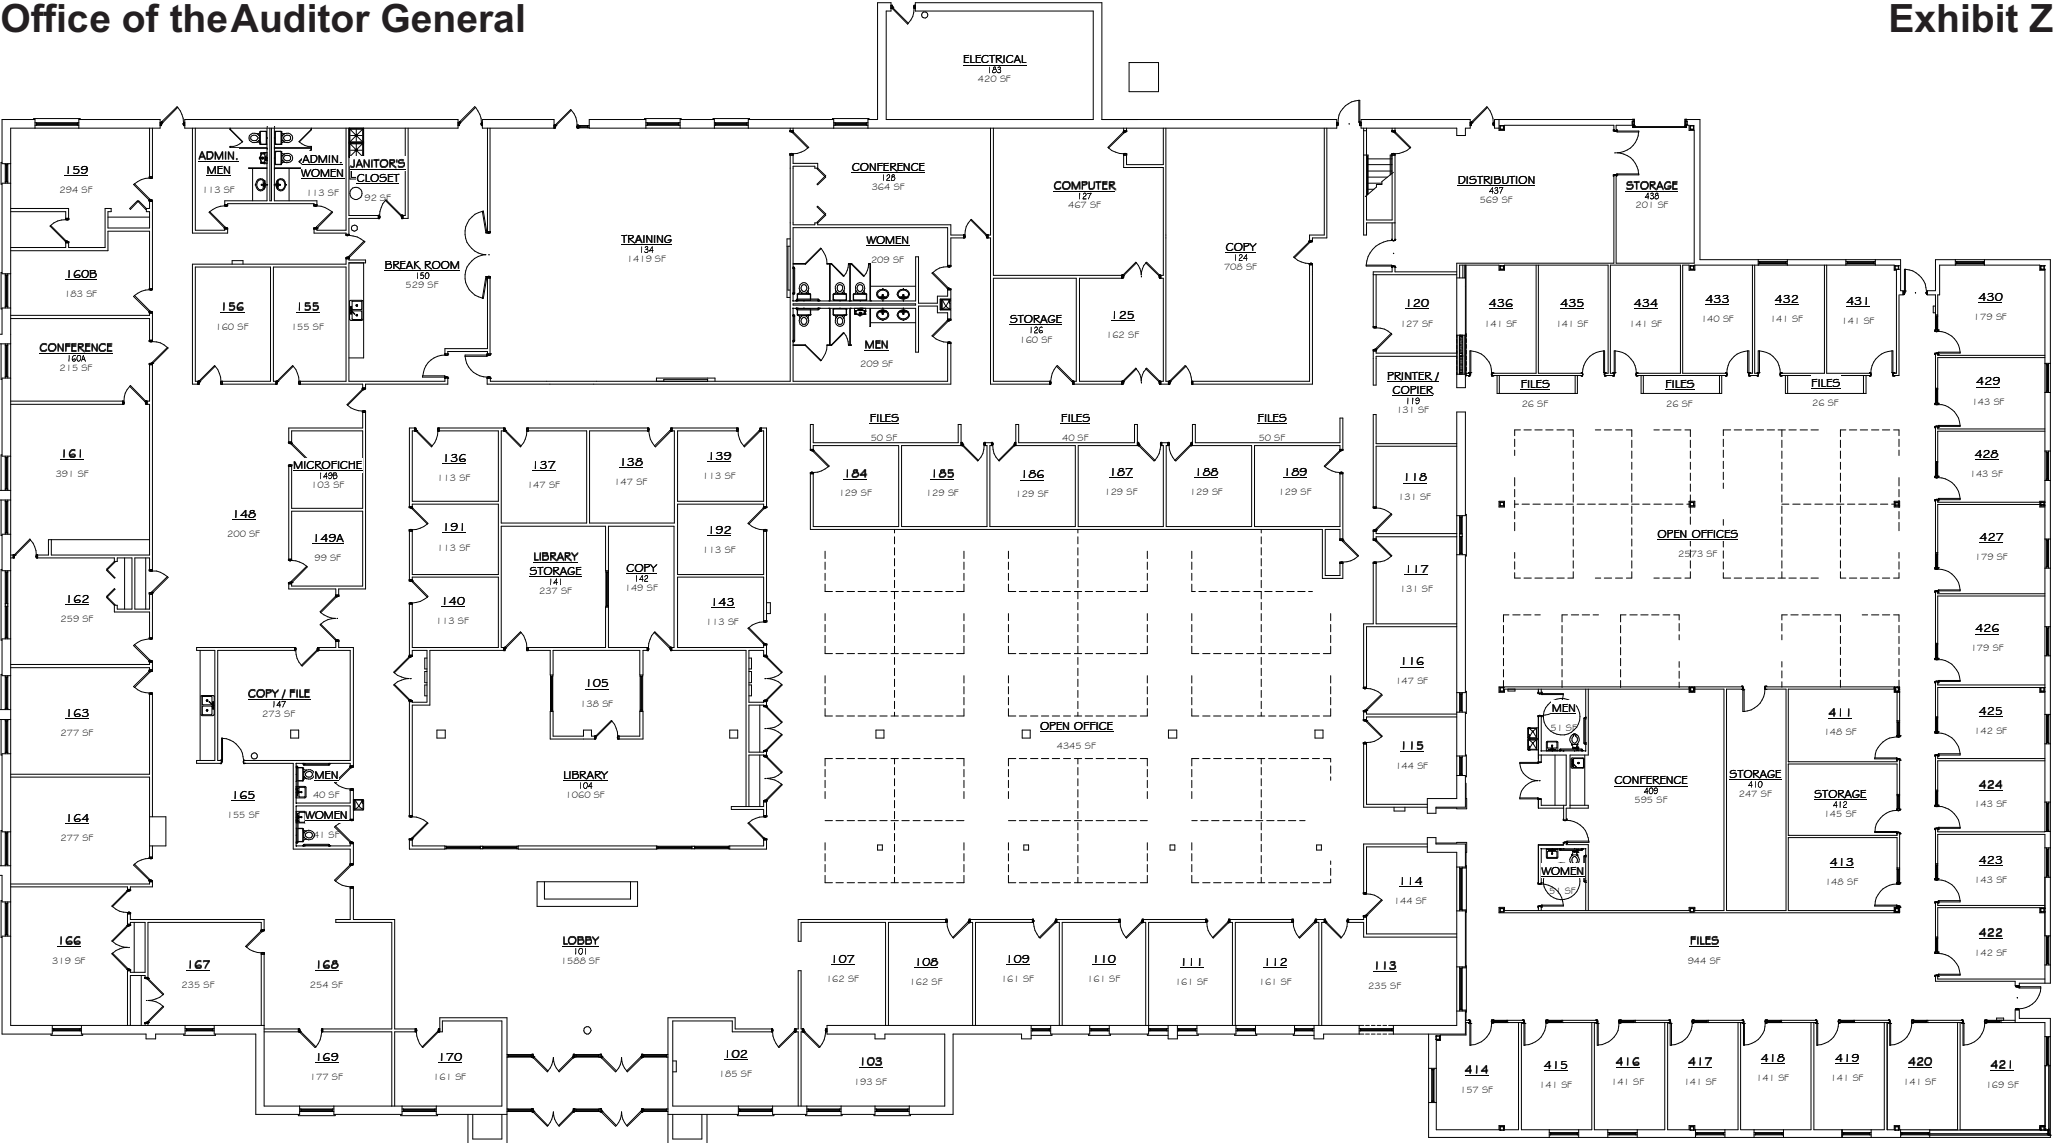 Office of the Auditor General
Exhibit Z
ELECTRICAL
183
420 SF
159
294 SF
ADMIN.
MEN
113 SF
ADMIN.
WOMEN
113 SF
JANITOR'S
CLOSET
92 SF
CONFERENCE
128
364 SF
COMPUTER
127
467 SF
DISTRIBUTION
437
569 SF
STORAGE
438
201 SF
160B
183 SF
BREAK ROOM
150
529 SF
TRAINING
134
1419 SF
WOMEN
209 SF
COPY
124
708 SF
156
160 SF
155
155 SF
STORAGE
126
160 SF
125
162 SF
MEN
209 SF
120
127 SF
436
141 SF
435
141 SF
434
141 SF
433
140 SF
432
141 SF
431
141 SF
430
179 SF
CONFERENCE
160A
215 SF
PRINTER /
COPIER
119
131 SF
FILES
26 SF
FILES
26 SF
FILES
26 SF
429
143 SF
FILES
50 SF
FILES
40 SF
FILES
50 SF
161
391 SF
MICROFICHE
149B
103 SF
136
113 SF
137
147 SF
138
147 SF
139
113 SF
184
129 SF
185
129 SF
186
129 SF
187
129 SF
188
129 SF
189
129 SF
118
131 SF
428
143 SF
148
200 SF
149A
99 SF
191
113 SF
LIBRARY
STORAGE
141
237 SF
COPY
142
149 SF
192
113 SF
OPEN OFFICES
2573 SF
427
179 SF
162
259 SF
140
113 SF
143
113 SF
117
131 SF
426
179 SF
116
147 SF
COPY / FILE
147
273 SF
105
138 SF
163
277 SF
OPEN OFFICE
4345 SF
115
144 SF
MEN
51 SF
411
148 SF
425
142 SF
MEN
40 SF
LIBRARY
104
1060 SF
CONFERENCE
409
595 SF
STORAGE
410
247 SF
STORAGE
412
145 SF
424
143 SF
165
155 SF
WOMEN
41 SF
164
277 SF
114
144 SF
WOMEN
51 SF
413
148 SF
423
143 SF
166
319 SF
167
235 SF
168
254 SF
LOBBY
101
1588 SF
107
162 SF
108
162 SF
109
161 SF
110
161 SF
111
161 SF
112
161 SF
113
235 SF
FILES
944 SF
422
142 SF
169
177 SF
170
161 SF
102
185 SF
103
193 SF
414
157 SF
415
141 SF
416
141 SF
417
141 SF
418
141 SF
419
141 SF
420
141 SF
421
169 SF